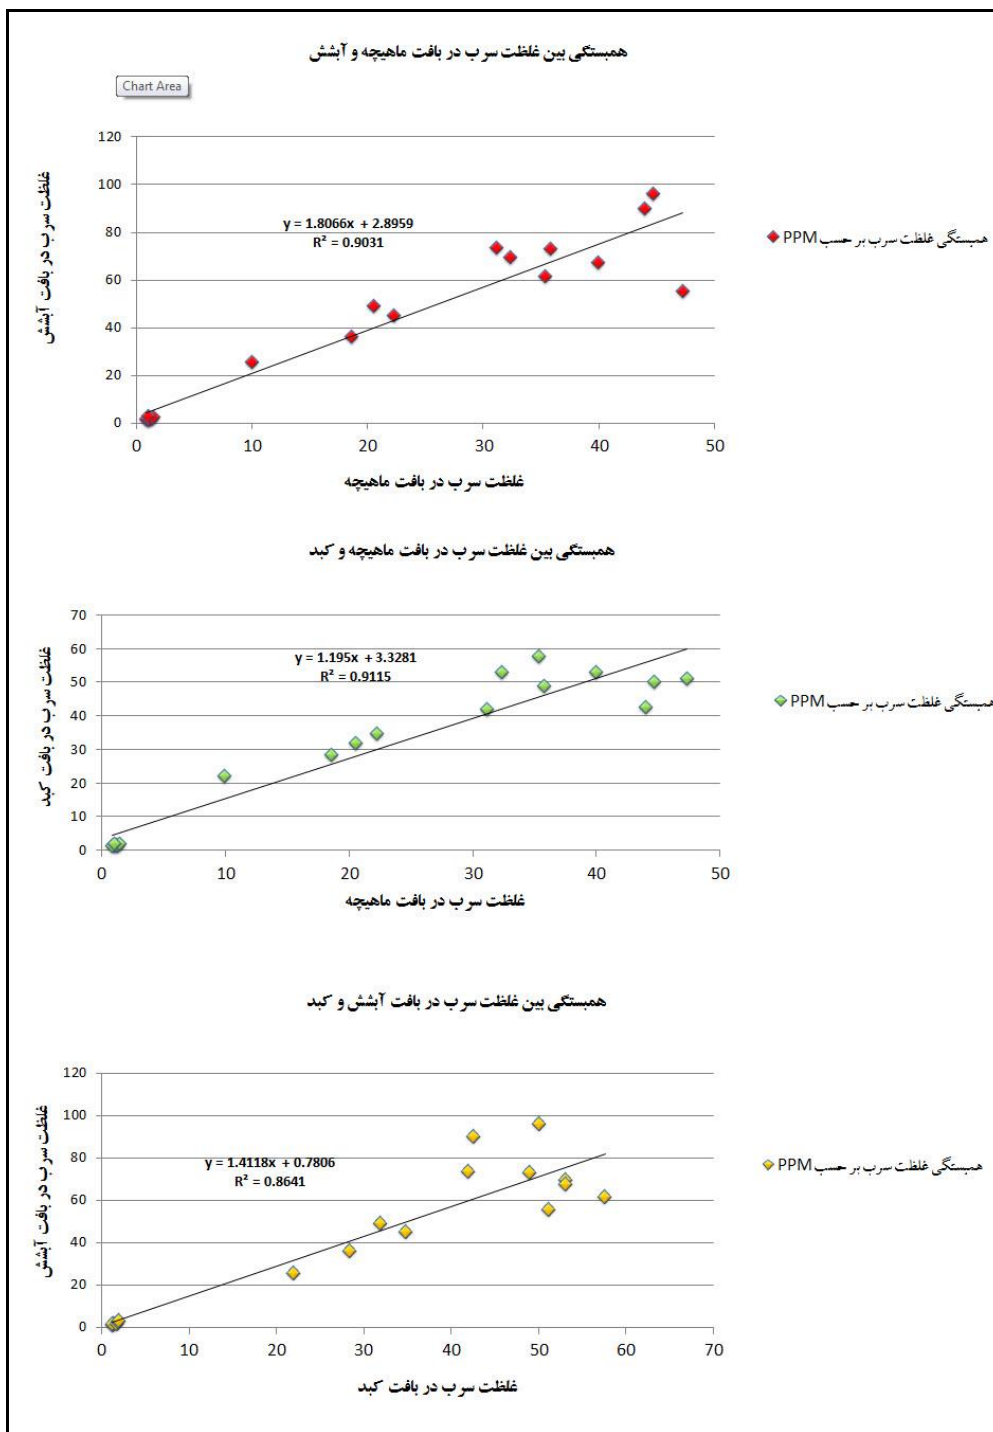 همبستگی بین غلظت سرب در بافت ماهیچه و آبشش
Chart Area
غلظت سرب در بافت آبشش
120
100
80
60
40
20
0
y = 1.8066x + 2.8959
R² = 0.9031
0 10 20 30 40 50
غلظت سرب در بافت ماهیچه
همبستگی غلظت سرب بر حسب PPM
همبستگی بین غلظت سرب در بافت ماهیچه و کبد
غلظت سرب در بافت کبد
70
60
50
40
30
20
10
0
y = 1.195x + 3.3281
R² = 0.9115
0 10 20 30 40 50
غلظت سرب در بافت ماهیچه
همبستگی غلظت سرب بر حسب PPM
همبستگی بین غلظت سرب در بافت آبشش و کبد
غلظت سرب در بافت آبشش
120
100
80
60
40
20
0
y = 1.4118x + 0.7806
R² = 0.8641
0 10 20 30 40 50 60 70
غلظت سرب در بافت کبد
همبستگی غلظت سرب بر حسب PPM